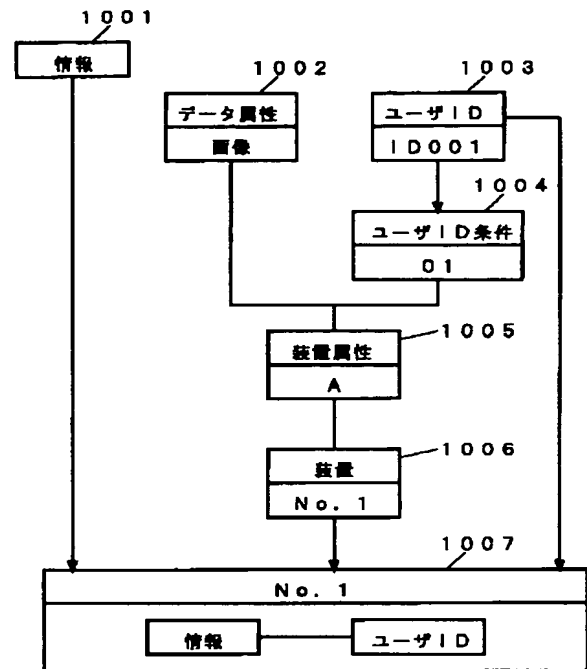 1001
情報
1002
データ属性
画像
1003
ユーザID
ID001
1004
ユーザID条件
01
1005
装置属性
A
1006
装置
No. 1
1007
No. 1
情報
ユーザID